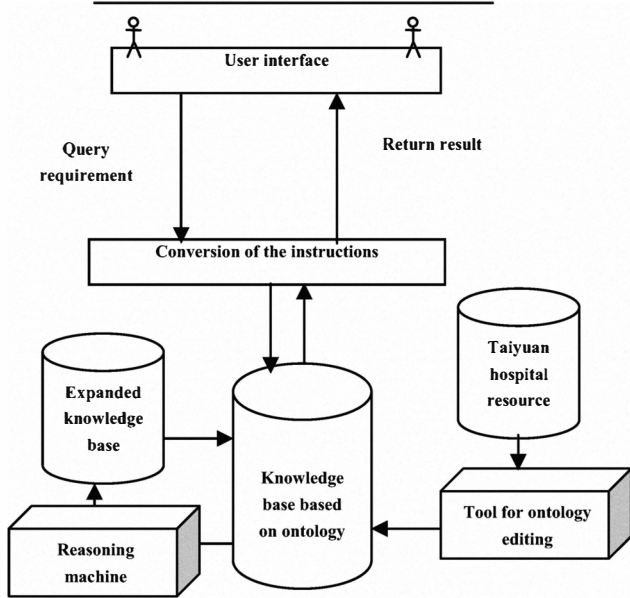 User interface
Query
requirement
Return result
Conversion of the instructions
Expanded
knowledge
base
Taiyuan
hospital
resource
Knowledge
base based
on ontology
Tool for ontology
editing
Reasoning
machine